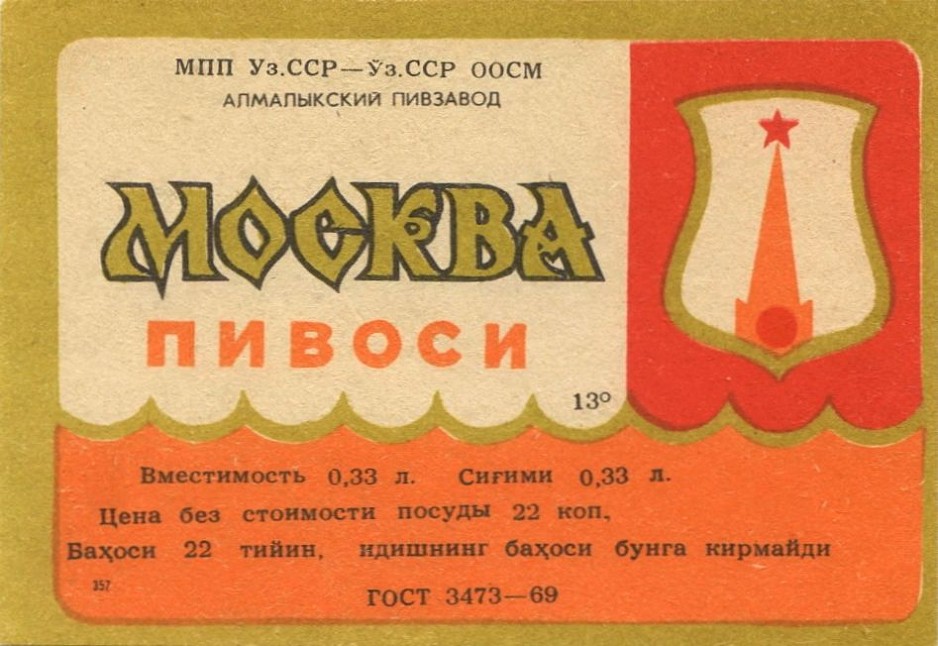 МПП Уз.ССР—Ўз.ССР ООСМ
АЛМАЛЫКСКИЙ ПИВЗАВОД
МОСКВА
ПИВОСИ
13°
Вместимость 0,33 л. Сиғими 0,33 л.
Цена без стоимости посуды 22 коп,
Баҳоси 22 тийин, идишнинг баҳоси бунга кирмайди
357
ГОСТ 3473—69